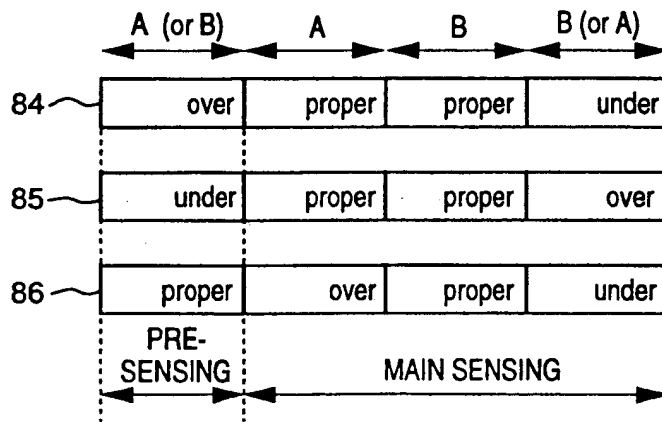 A (or B) A B B (or A)
84 over proper proper under
85 under proper proper over
86 proper over proper under
PRE-
SENSING MAIN SENSING